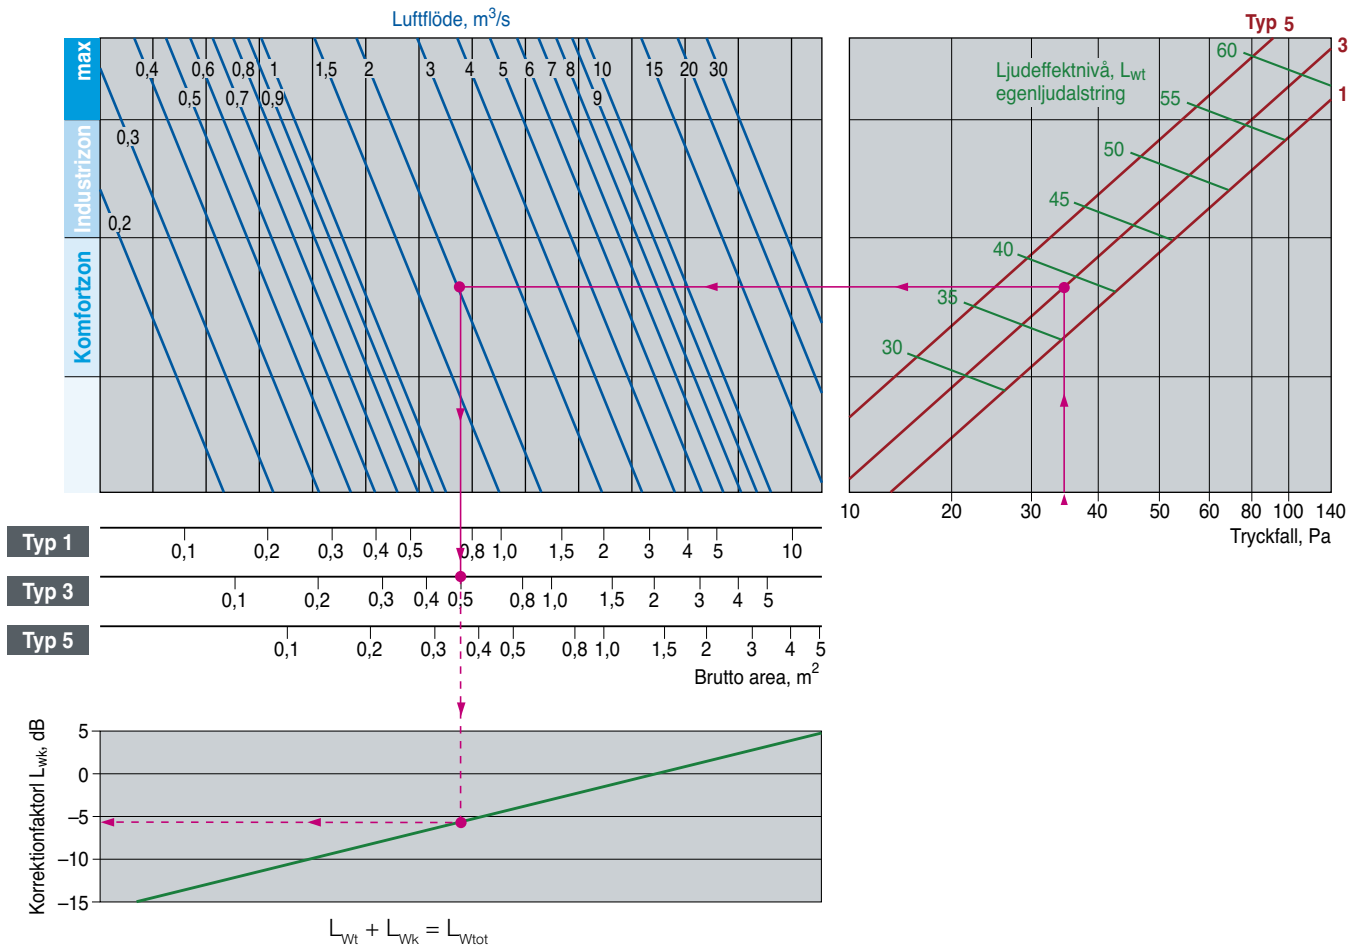 Luftflöde, m³/s
Typ 5
3
1
max
Industrizon
Komfortzon
0,4 0,6 0,8 1 1,5 2 3 4 5 6 7 8 10 15 20 30
0,5 0,7 0,9 9
0,3
0,2
Ljudeffektnivå, Lwt
egenljudalstring
60
55
50
45
40
35
30
10 20 30 40 50 60 80 100 140
Tryckfall, Pa
Typ 1
0,1 0,2 0,3 0,4 0,5 0,8 1,0 1,5 2 3 4 5 10
Typ 3
0,1 0,2 0,3 0,4 0,5 0,8 1,0 1,5 2 3 4 5
Typ 5
0,1 0,2 0,3 0,4 0,5 0,8 1,0 1,5 2 3 4 5
Brutto area, m²
Korrektionfaktorl Lwk, dB
5
0
−5
−10
−15
LWt + LWk = LWtot